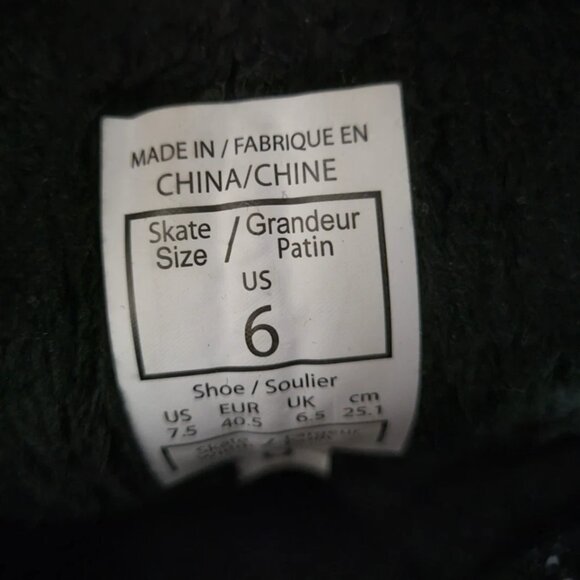 MADE IN / FABRIQUE EN
CHINA/CHINE
Skate Size / Grandeur Patin
US
6
Shoe / Soulier
US EUR UK cm
7.5 40.5 6.5 25.1